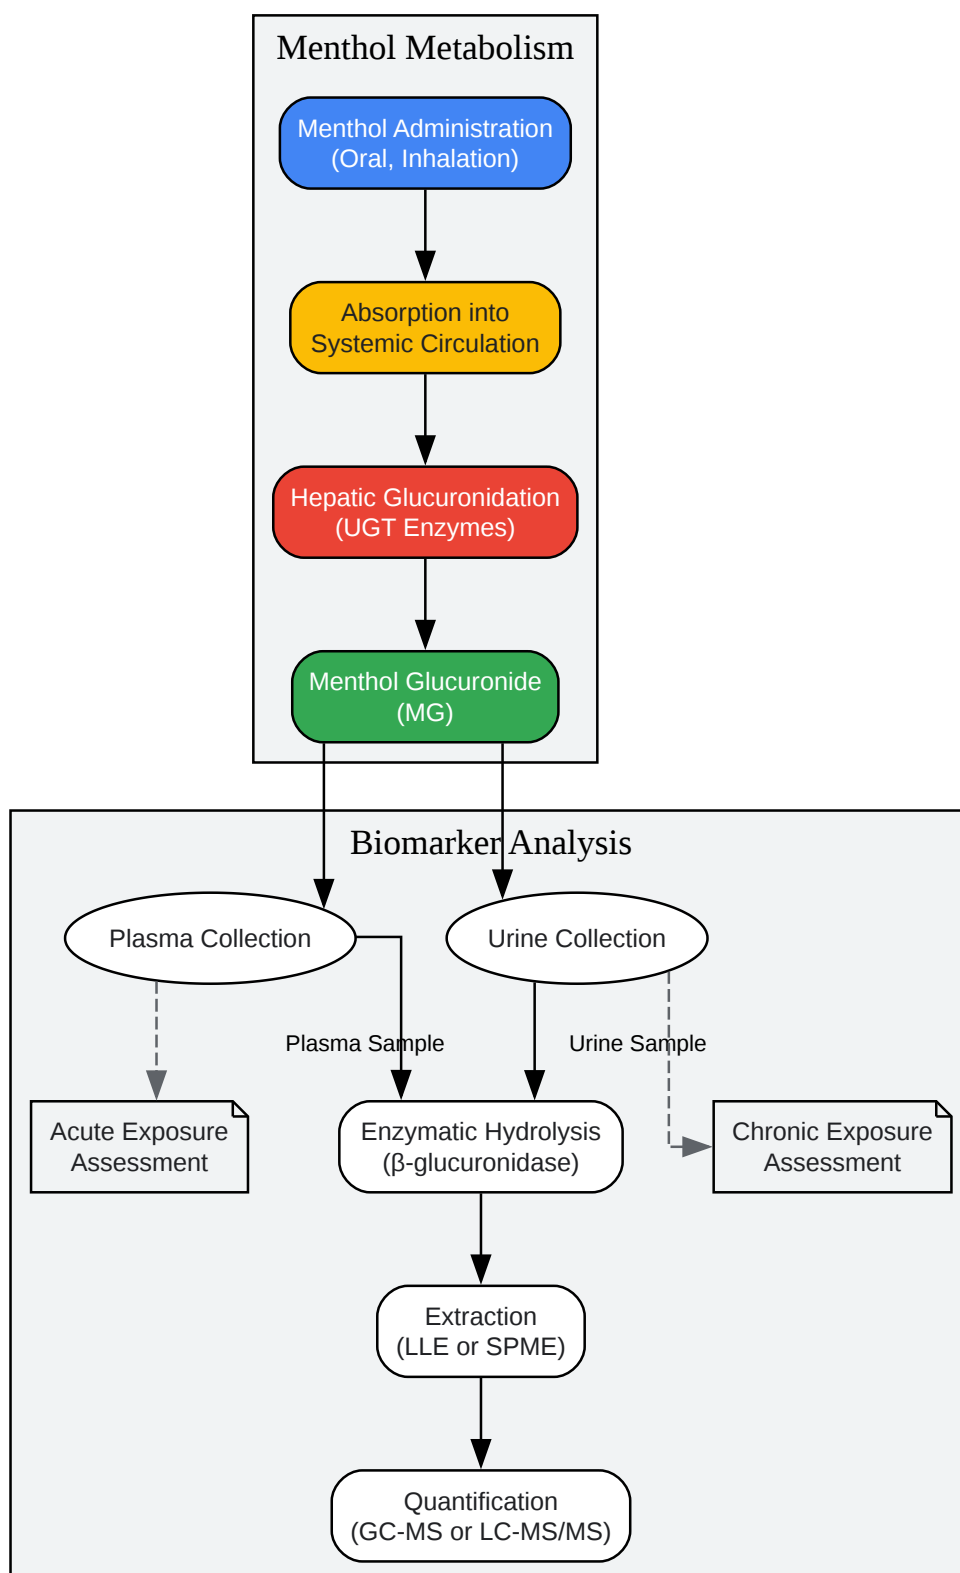 Menthol Metabolism
Menthol Administration
(Oral, Inhalation)
Absorption into
Systemic Circulation
Hepatic Glucuronidation
(UGT Enzymes)
Menthol Glucuronide
(MG)
Biomarker Analysis
Plasma Collection
Urine Collection
Plasma Sample
Urine Sample
Acute Exposure
Assessment
Enzymatic Hydrolysis
(β-glucuronidase)
Chronic Exposure
Assessment
Extraction
(LLE or SPME)
Quantification
(GC-MS or LC-MS/MS)